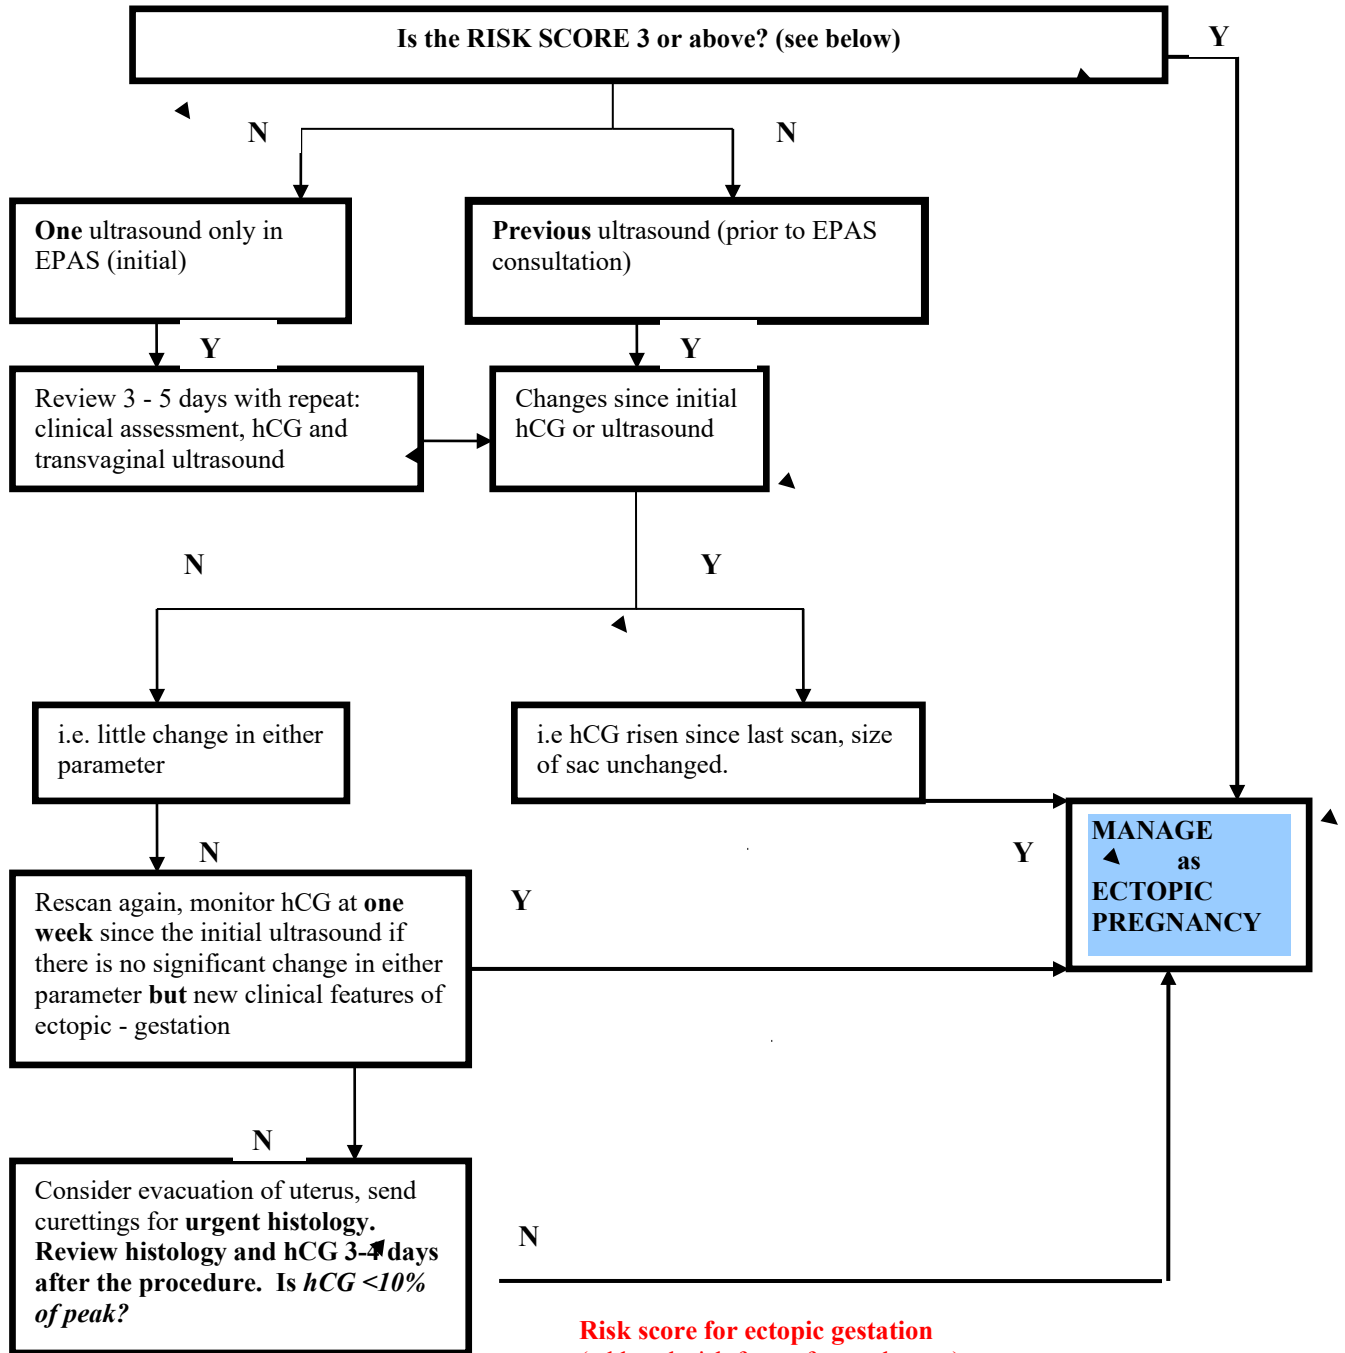 Is the RISK SCORE 3 or above? (see below)
Y
N
N
One ultrasound only in
EPAS (initial)
Previous ultrasound (prior to EPAS
consultation)
Y
Y
Review 3 - 5 days with repeat:
clinical assessment, hCG and
transvaginal ultrasound
Changes since initial
hCG or ultrasound
N
Y
i.e. little change in either
parameter
i.e hCG risen since last scan, size
of sac unchanged.
N
Y
MANAGE
as
ECTOPIC
PREGNANCY
Rescan again, monitor hCG at one
week since the initial ultrasound if
there is no significant change in either
parameter but new clinical features of
ectopic - gestation
Y
N
Consider evacuation of uterus, send
curettings for urgent histology.
Review histology and hCG 3-4 days
after the procedure. Is hCG <10%
of peak?
N
Risk score for ectopic gestation